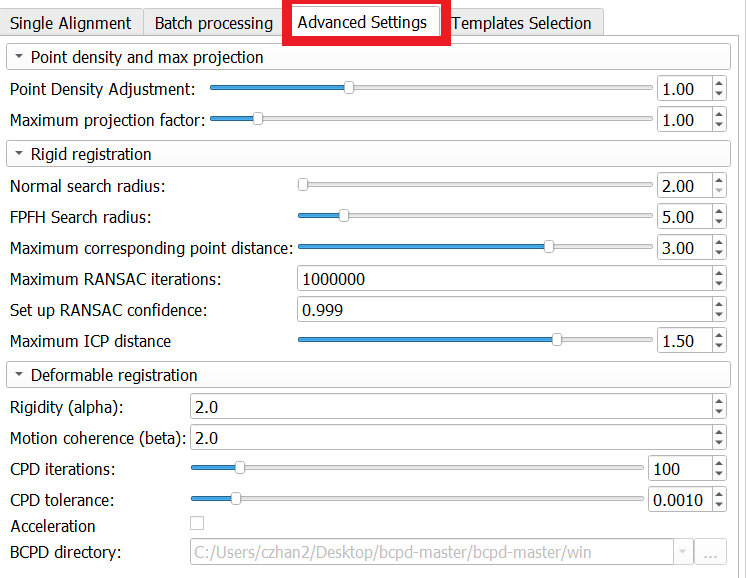 Single Alignment Batch processing Advanced Settings Templates Selection
Point density and max projection
Point Density Adjustment: 1.00
Maximum projection factor: 1.00
Rigid registration
Normal search radius: 2.00
FPFH Search radius: 5.00
Maximum corresponding point distance: 3.00
Maximum RANSAC iterations: 1000000
Set up RANSAC confidence: 0.999
Maximum ICP distance 1.50
Deformable registration
Rigidity (alpha): 2.0
Motion coherence (beta): 2.0
CPD iterations: 100
CPD tolerance: 0.0010
Acceleration
BCPD directory: C:/Users/czhan2/Desktop/bcpd-master/bcpd-master/win ...